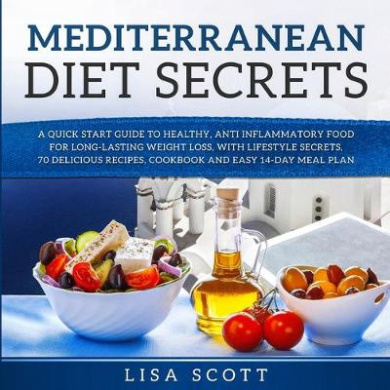 MEDITERRANEAN
DIET SECRETS
A QUICK START GUIDE TO HEALTHY, ANTI INFLAMMATORY FOOD
FOR LONG-LASTING WEIGHT LOSS, WITH LIFESTYLE SECRETS,
70 DELICIOUS RECIPES, COOKBOOK AND EASY 14-DAY MEAL PLAN
LISA SCOTT